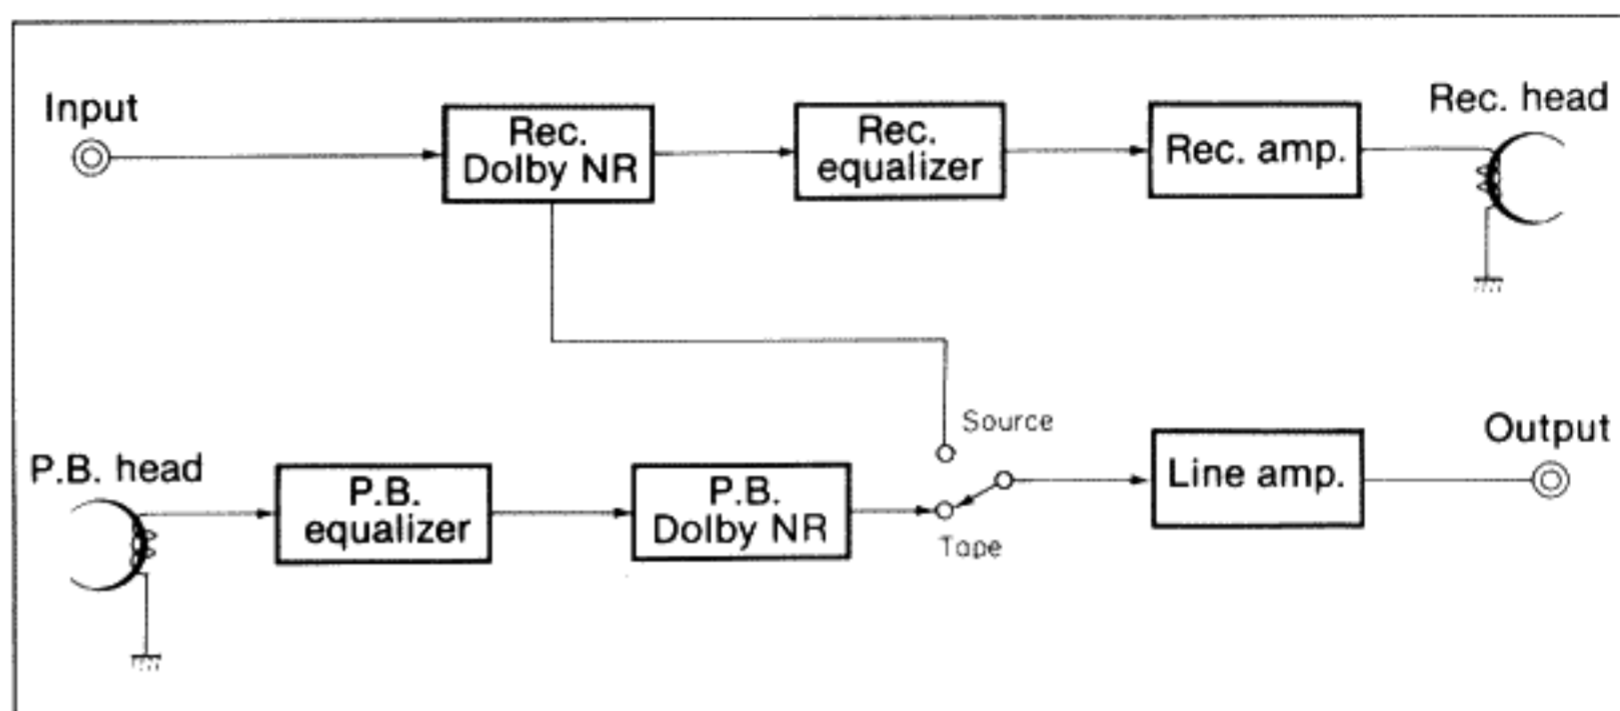 Input
Rec.
Dolby NR
Rec.
equalizer
Rec. amp.
Rec. head
Source
P.B. head
P.B.
equalizer
P.B.
Dolby NR
Tape
Line amp.
Output